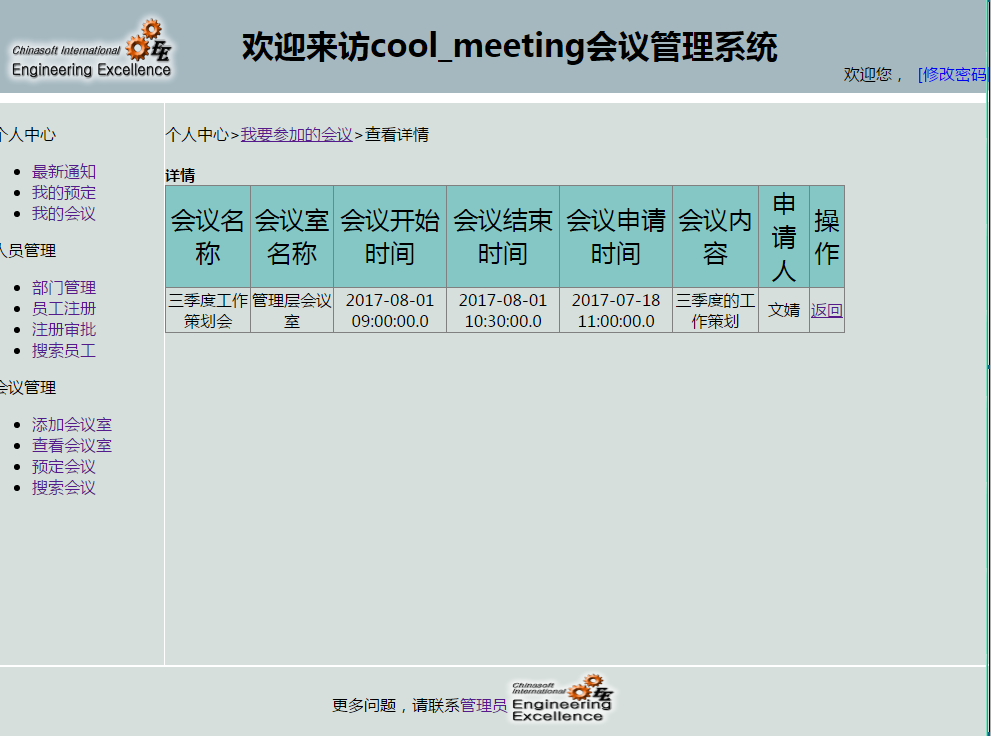 Chinasoft International
Engineering Excellence
欢迎来访cool_meeting会议管理系统
欢迎您， [修改密码
个人中心
最新通知
我的预定
我的会议
人员管理
部门管理
员工注册
注册审批
搜索员工
会议管理
添加会议室
查看会议室
预定会议
搜索会议
个人中心>我要参加的会议>查看详情
详情
会议名
称
会议室
名称
会议开始
时间
会议结束
时间
会议申请
时间
会议内
容
申
请
人
操
作
三季度工作
策划会
管理层会议
室
2017-08-01
09:00:00.0
2017-08-01
10:30:00.0
2017-07-18
11:00:00.0
三季度的工
作策划
文婧
返回
更多问题，请联系管理员
Chinasoft
International
Engineering
Excellence